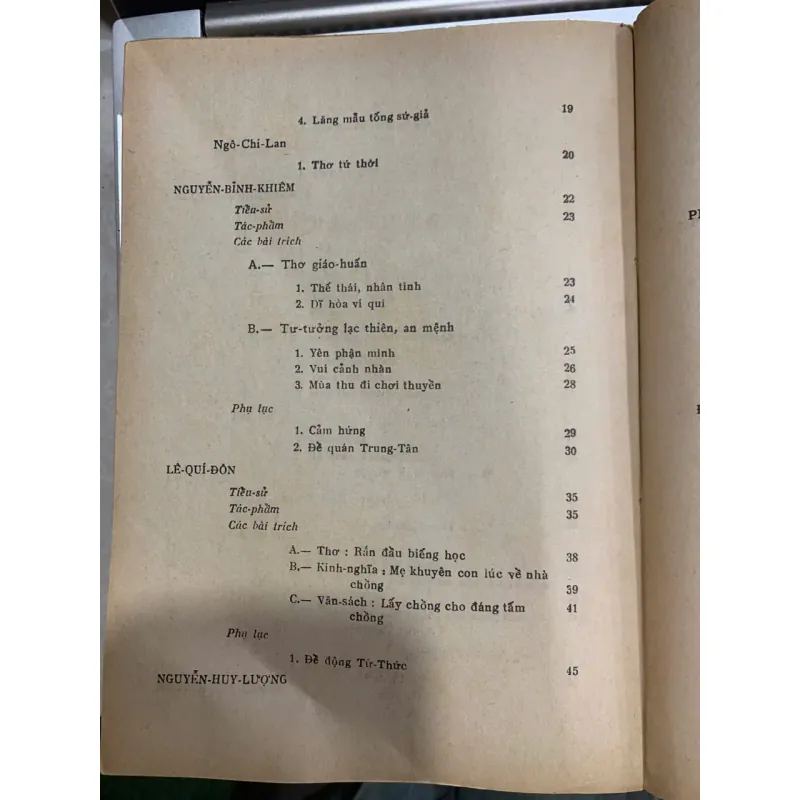 4. Lăng mẫu tống sứ-giả 19
Ngô-Chi-Lan
1. Thơ tứ thời 20
NGUYỄN-BỈNH-KHIÊM
Tiểu-sử 22
Tác-phẩm 23
Các bài trích
A.— Thơ giáo-huấn
1. Thế thái, nhân tình 23
2. Dĩ hòa vi quí 24
B.— Tư-tưởng lạc thiên, an mệnh
1. Yên phận mình 25
2. Vui cảnh nhàn 26
3. Mùa thu đi chơi thuyền 28
Phụ lục
1. Cảm hứng 29
2. Đề quán Trung-Tân 30
LÊ-QUÍ-ĐÔN
Tiểu-sử 35
Tác-phẩm 35
Các bài trích
A.— Thơ : Rắn đầu biếng học 38
B.— Kinh-nghĩa : Mẹ khuyên con lúc về nhà
chồng 39
C.— Văn-sách : Lấy chồng cho đáng tấm 41
chồng
Phụ lục
1. Đề động Từ-Thức 45
NGUYỄN-HUY-LƯỢNG